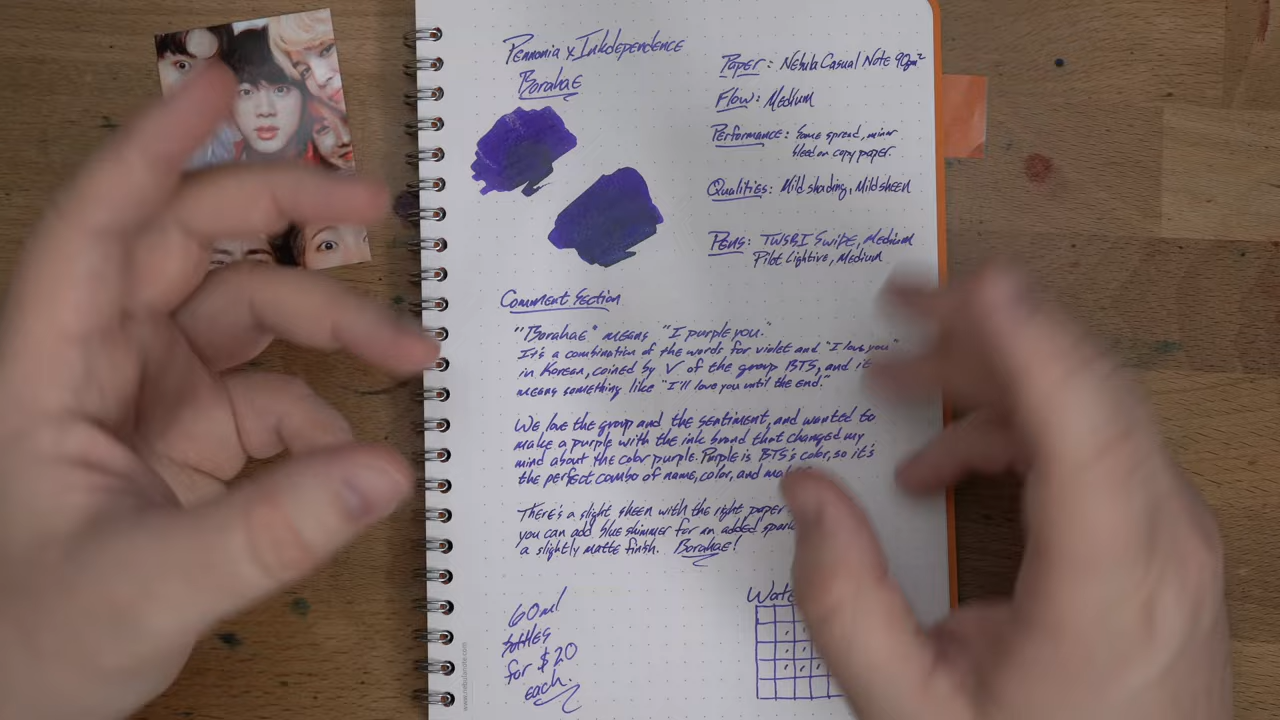 Pennonia x Inkdependence
Borahae
Paper: Nebula Casual Note 90gm²
Flow: Medium
Performance: Some spread, minor
bleed on copy paper.
Qualities: Mild shading, Mild sheen
Pens: TWSBI Swipe, Medium
Pilot Lightive, Medium
Comment Section
"Borahae" means "I purple you."
It's a combination of the words for violet and "I love you"
in Korean, coined by V of the group BTS, and it
means something like "I'll love you until the end."
We love the group and the sentiment, and wanted to
make a purple with the ink brand that changed my
mind about the color purple. Purple is BTS's color, so it's
the perfect combo of name, color, and
There's a slight sheen with the right paper
you can add blue shimmer for an added
a slightly matte finish. Borahae!
60ml
bottles
for $20
each.
www.nebulanote.com